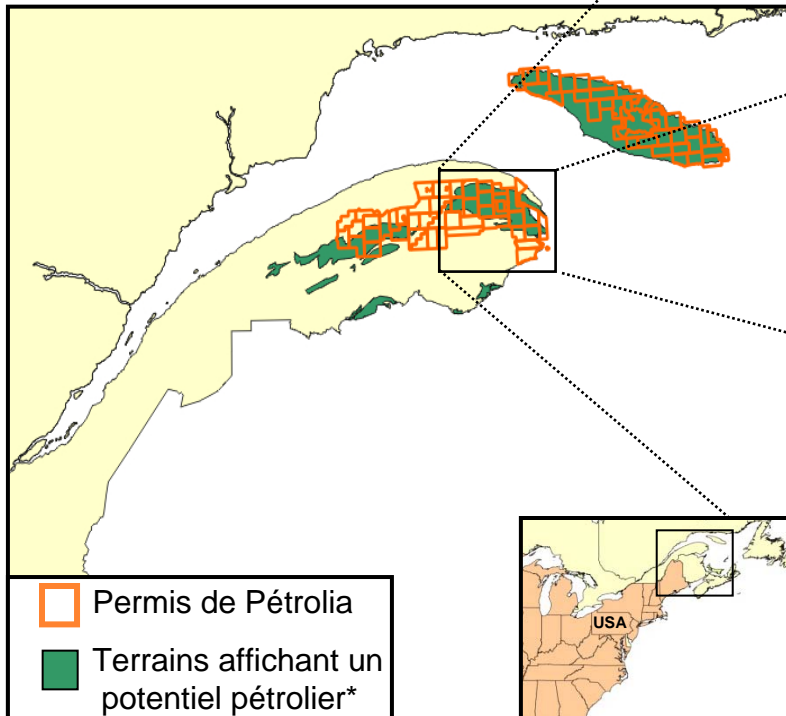 USA
Permis de Pétrolia
Terrains affichant un
potentiel pétrolier*